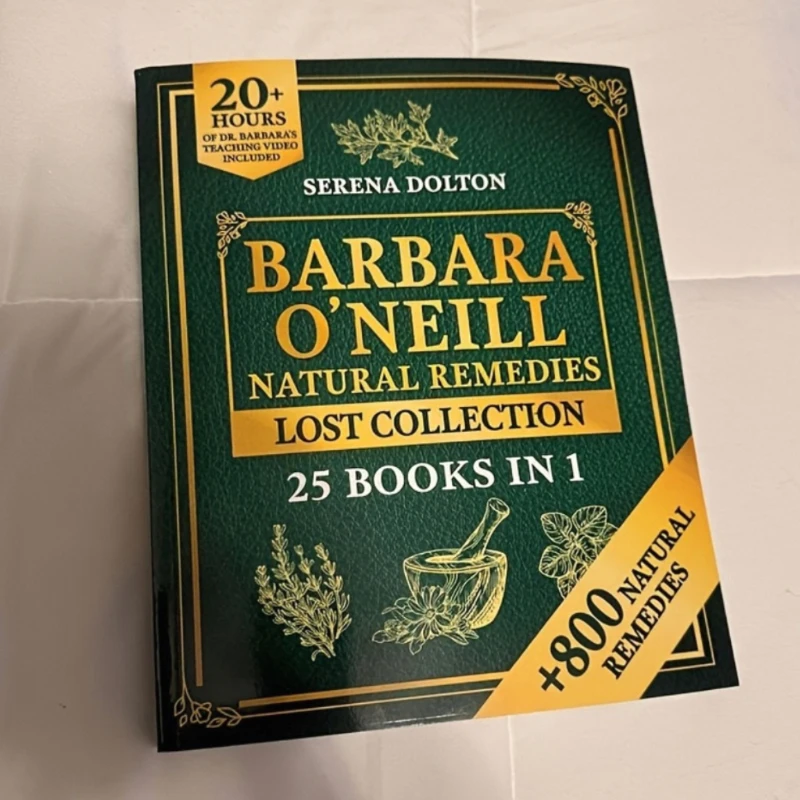 20+
HOURS
OF DR. BARBARA'S
TEACHING VIDEO
INCLUDED
SERENA DOLTON
BARBARA
O'NEILL
NATURAL REMEDIES
LOST COLLECTION
25 BOOKS IN 1
+800 NATURAL
REMEDIES